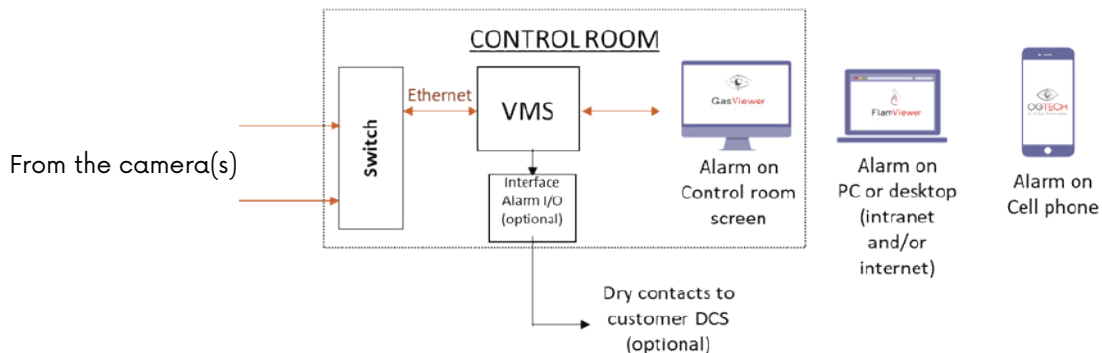 CONTROL ROOM
From the camera(s)
Switch
Ethernet
VMS
Interface
Alarm I/O
(optional)
GasViewer
Alarm on
Control room
screen
FlamViewer
Alarm on
PC or desktop
(intranet
and/or
internet)
OGITECH
Alarm on
Cell phone
Dry contacts to
customer DCS
(optional)